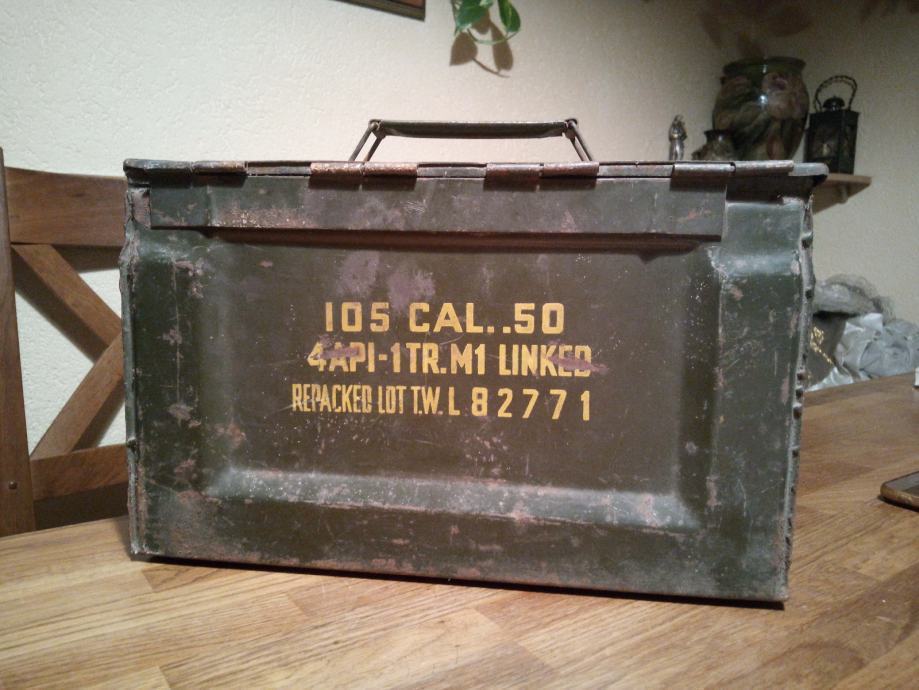 105 CAL..50
4API-1TR.M1 LINKED
REPACKED LOT T.W.L 82771